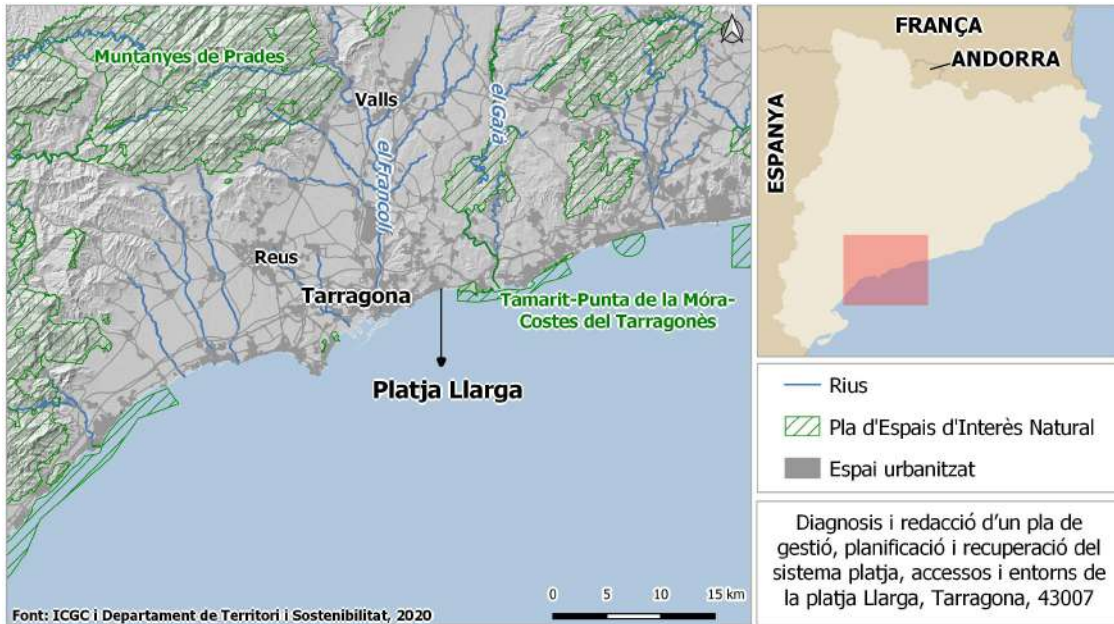 Muntanyes de Prades
Valls
el Francolí
el Gaià
Reus
Tarragona
Tamarit-Punta de la Móra-
Costes del Tarragonès
Platja Llarga
0 5 10 15 km
Font: ICGC i Departament de Territori i Sostenibilitat, 2020
FRANÇA
ANDORRA
ESPANYA
Rius
Pla d'Espais d'Interès Natural
Espai urbanitzat
Diagnosis i redacció d'un pla de
gestió, planificació i recuperació del
sistema platja, accessos i entorns de
la platja Llarga, Tarragona, 43007